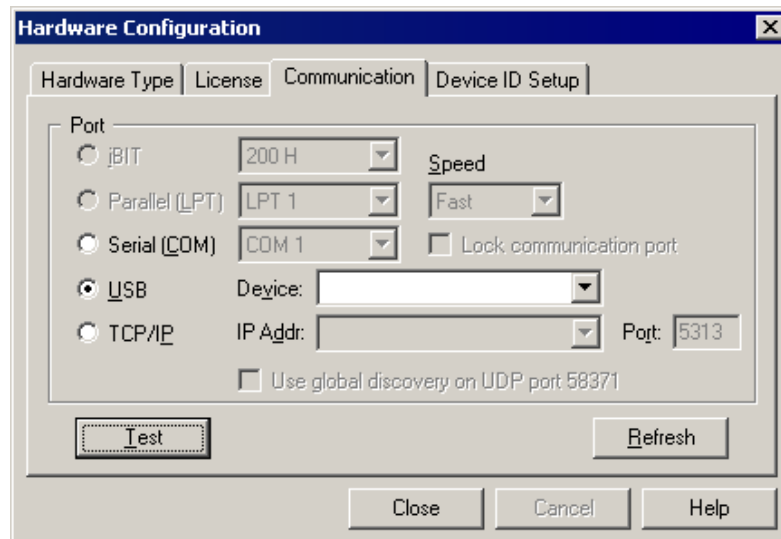 Hardware Configuration
Hardware Type License Communication Device ID Setup
Port
iBIT 200 H Speed
Parallel (LPT) LPT 1 Fast
Serial (COM) COM 1 Lock communication port
USB Device:
TCP/IP IP Addr: Port: 5313
Use global discovery on UDP port 58371
Test Refresh
Close Cancel Help